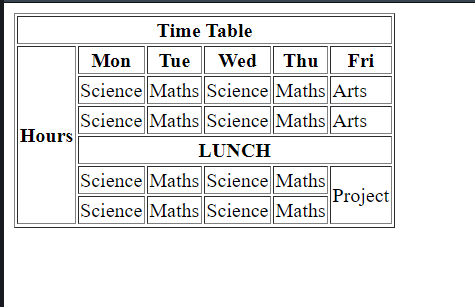 Time Table
Mon Tue Wed Thu Fri
Science Maths Science Maths Arts
Science Maths Science Maths Arts
Hours
LUNCH
Science Maths Science Maths
Project
Science Maths Science Maths